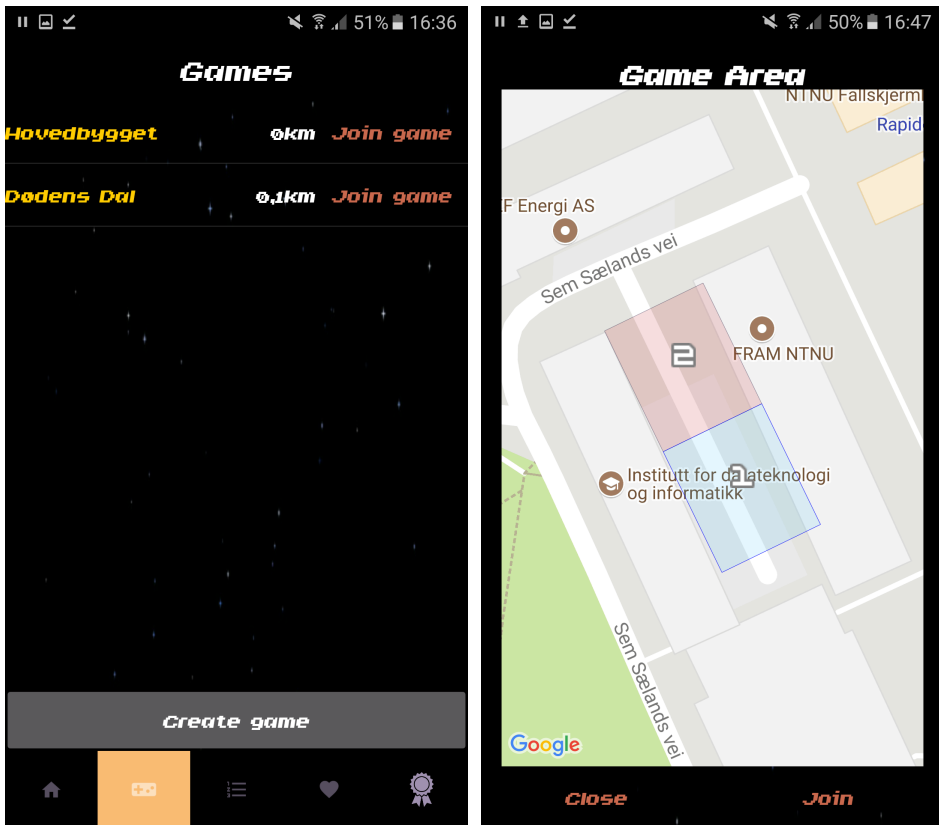 51% 16:36
Games
Hovedbygget 0km Join game
Dødens Dal 0,1km Join game
Create game
50% 16:47
Game Area
NTNU Fallskjerml
Rapid
EF Energi AS
Sem Sælands vei
2
FRAM NTNU
1
Institutt for datateknologi
og informatikk
Sem Sælands vei
Google
Close Join